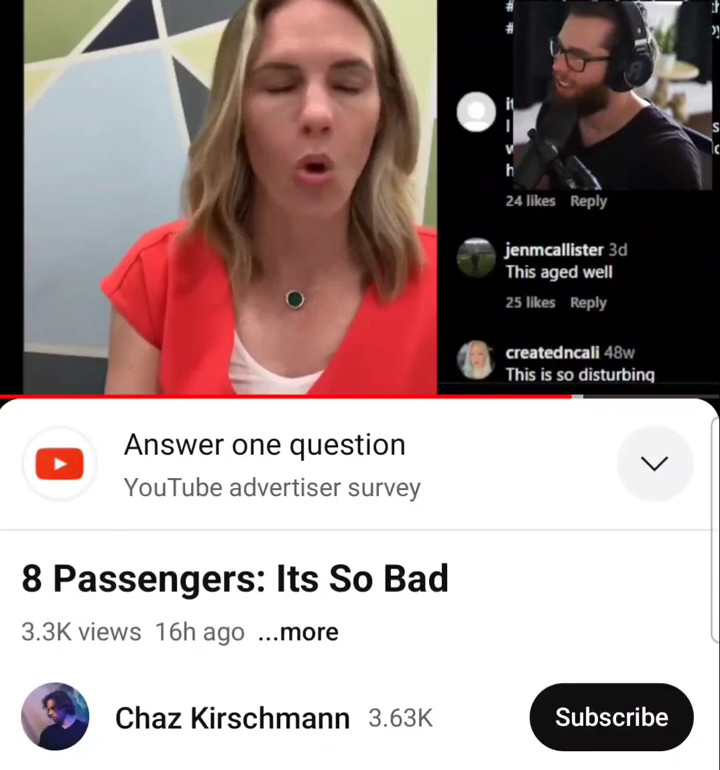 24 likes Reply
jenmcallister 3d
This aged well
25 likes Reply
createdncali 48w
This is so disturbing
Answer one question
YouTube advertiser survey
8 Passengers: Its So Bad
3.3K views 16h ago ...more
Chaz Kirschmann 3.63K
Subscribe